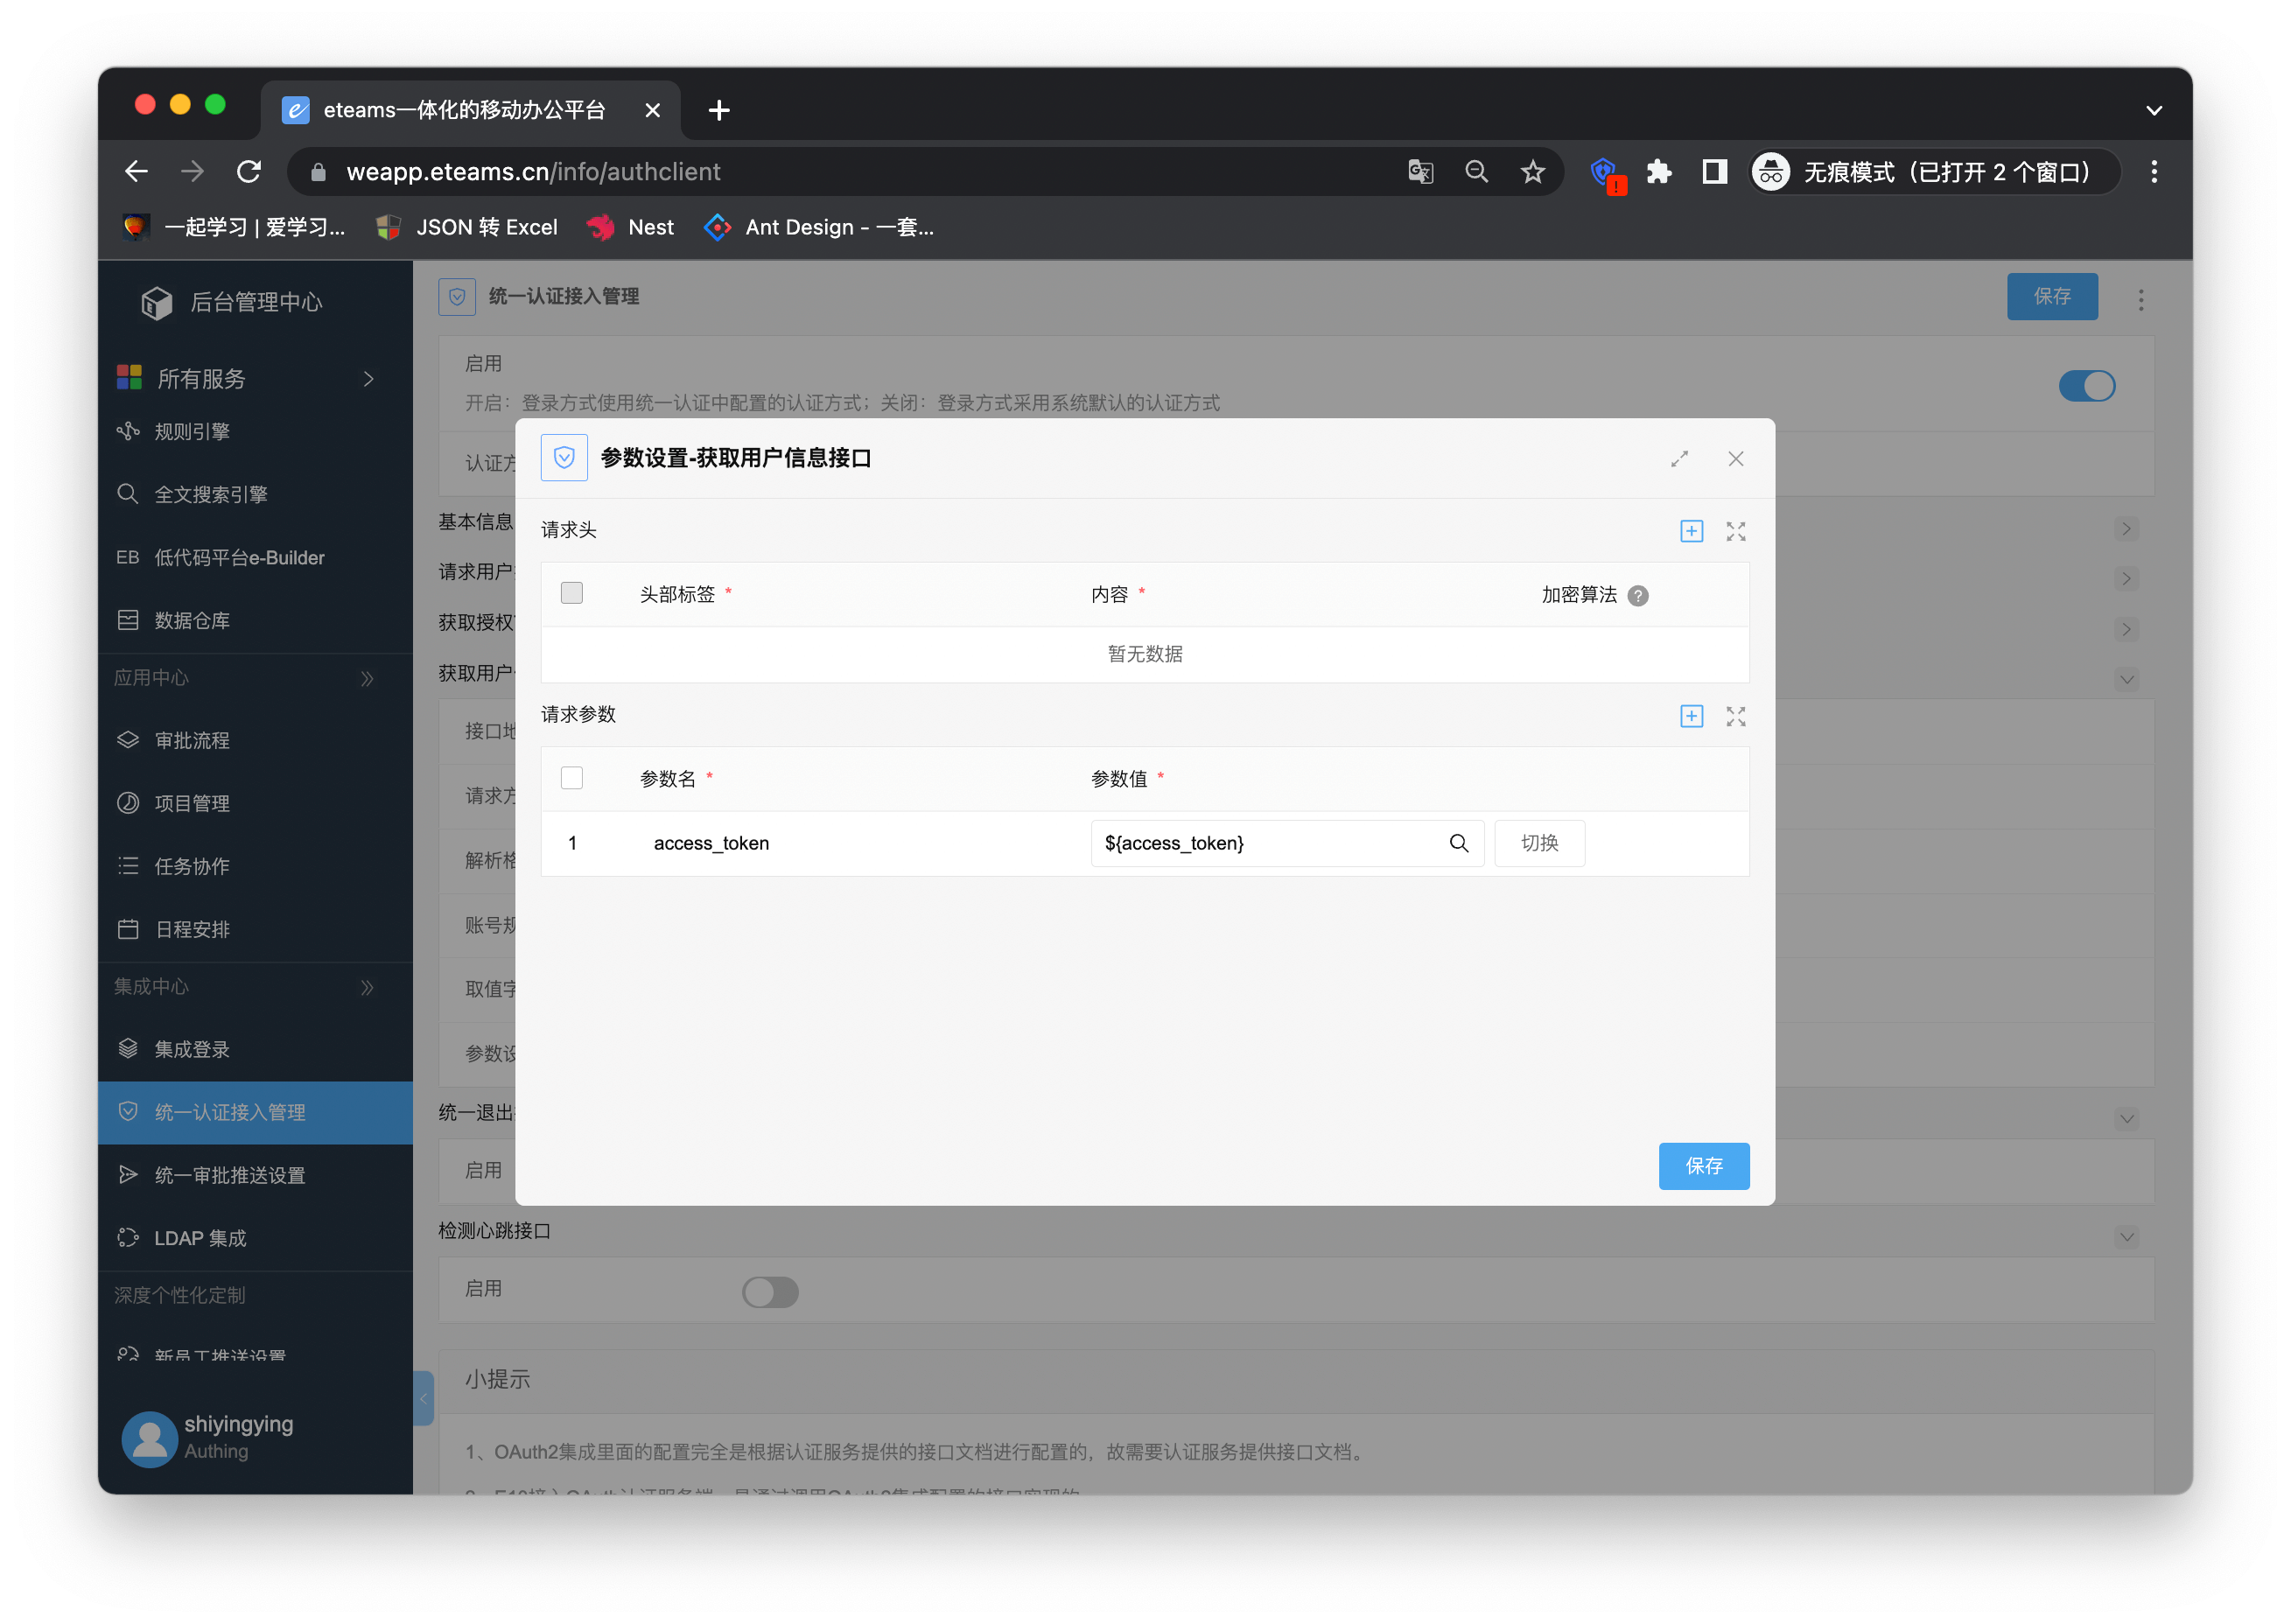 eteams一体化的移动办公平台
weapp.eteams.cn/info/authclient
无痕模式（已打开 2 个窗口）
一起学习 | 爱学习...
JSON 转 Excel
Nest
Ant Design - 一套...
后台管理中心
所有服务
规则引擎
全文搜索引擎
EB 低代码平台e-Builder
数据仓库
应用中心
审批流程
项目管理
任务协作
日程安排
集成中心
集成登录
统一认证接入管理
统一审批推送设置
LDAP 集成
深度个性化定制
新员工推送设置
shiyingying
Authing
统一认证接入管理
保存
启用
开启：登录方式使用统一认证中配置的认证方式；关闭：登录方式采用系统默认的认证方式
认证方
基本信息
请求用户
获取授权
获取用户
接口地
请求方
解析格
账号规
取值字
参数设
统一退出
启用
检测心跳接口
启用
小提示
1、OAuth2集成里面的配置完全是根据认证服务提供的接口文档进行配置的，故需要认证服务提供接口文档。
参数设置-获取用户信息接口
请求头
头部标签 *
内容 *
加密算法 ?
暂无数据
请求参数
参数名 *
参数值 *
1
access_token
${access_token}
切换
保存